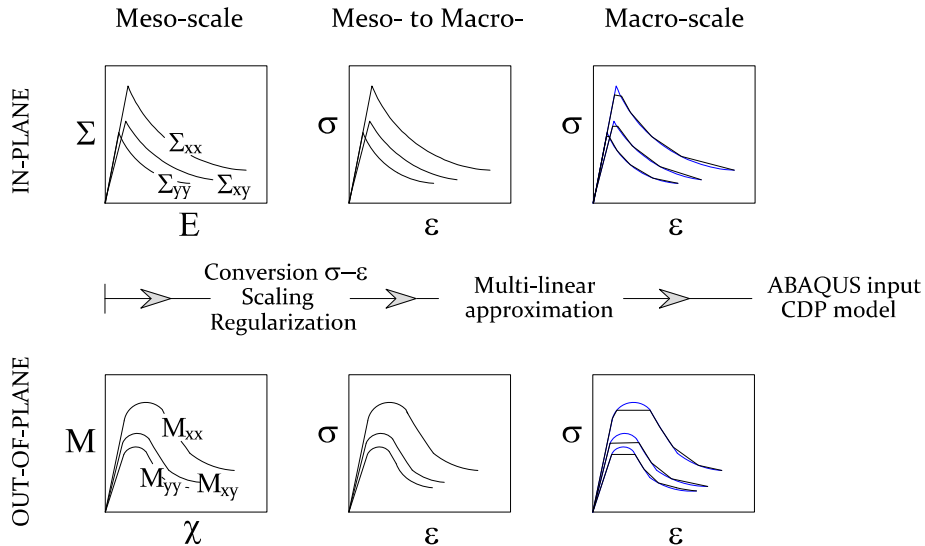 Meso-scale
Meso- to Macro-
Macro-scale
IN-PLANE
Σ
Σxx
Σyy
Σxy
E
σ
ε
σ
ε
Conversion σ–ε
Scaling
Regularization
Multi-linear
approximation
ABAQUS input
CDP model
OUT-OF-PLANE
M
Mxx
Myy - Mxy
χ
σ
ε
σ
ε